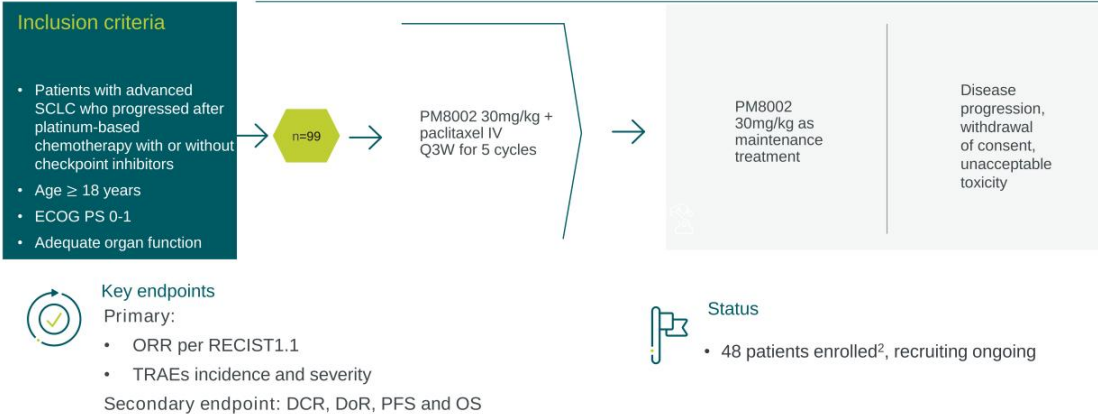 Inclusion criteria
• Patients with advanced
SCLC who progressed after
platinum-based
chemotherapy with or without
checkpoint inhibitors
• Age ≥ 18 years
• ECOG PS 0-1
• Adequate organ function
n=99
PM8002 30mg/kg +
paclitaxel IV
Q3W for 5 cycles
PM8002
30mg/kg as
maintenance
treatment
Disease
progression,
withdrawal
of consent,
unacceptable
toxicity
Key endpoints
Primary:
• ORR per RECIST1.1
• TRAEs incidence and severity
Secondary endpoint: DCR, DoR, PFS and OS
Status
• 48 patients enrolled², recruiting ongoing